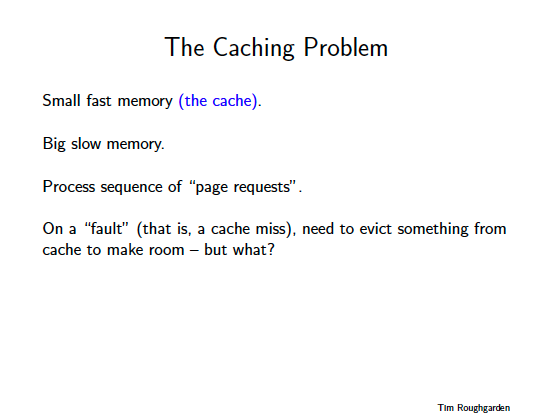 The Caching Problem
Small fast memory (the cache).
Big slow memory.
Process sequence of “page requests”.
On a “fault” (that is, a cache miss), need to evict something from
cache to make room – but what?
Tim Roughgarden